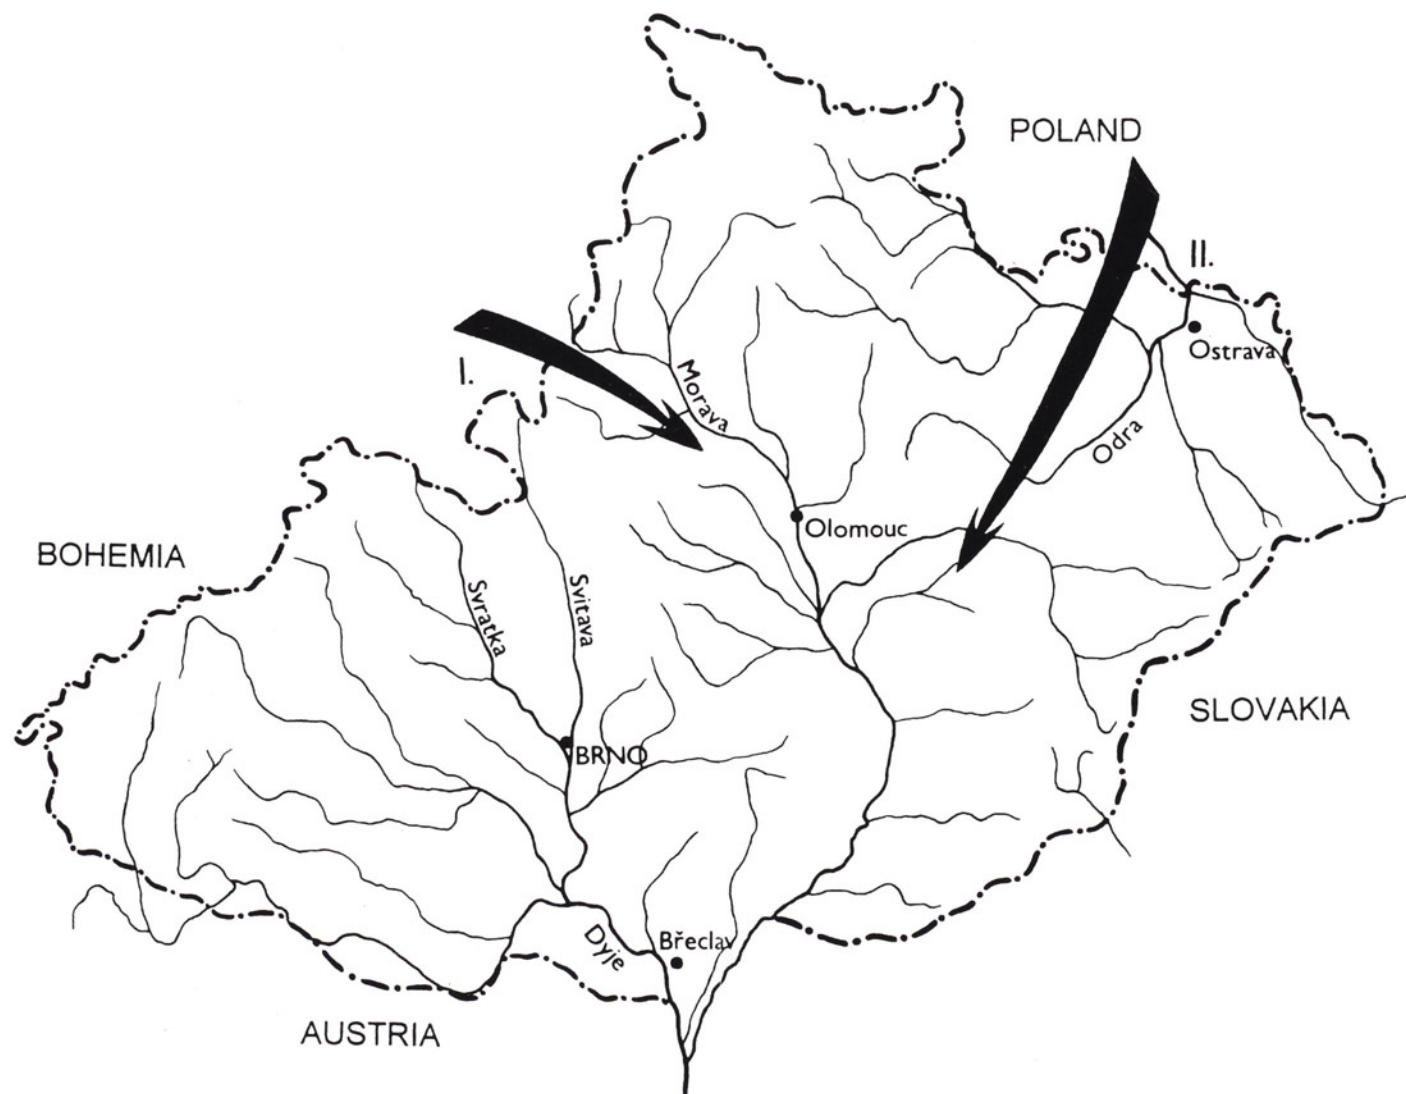 POLAND
II.
Ostrava
I.
Morava
Odra
Olomouc
BOHEMIA
Svratka
Svitava
SLOVAKIA
BRNO
Dyje
Břeclav
AUSTRIA